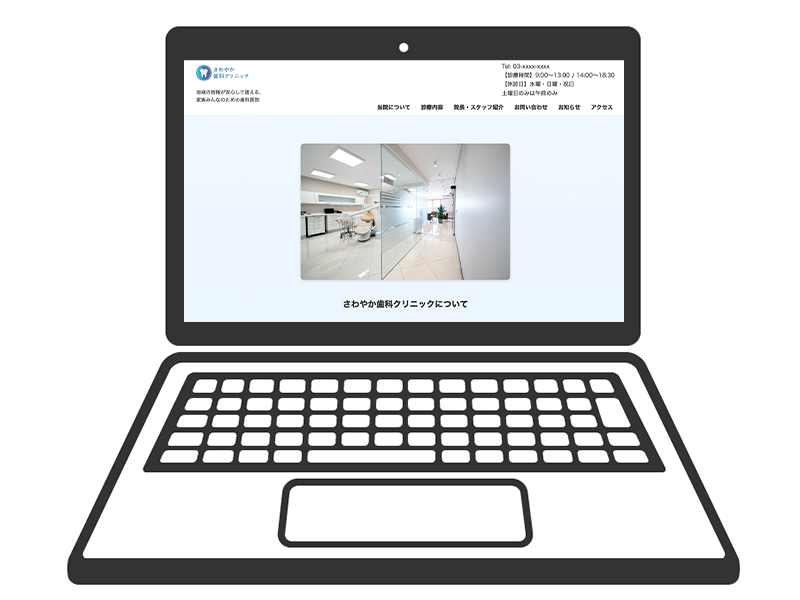 さわやか
歯科クリニック
地域の皆様が安心して通える、
家族みんなのための歯科医院
Tel: 03-xxxx-xxxx
【診療時間】9:00〜13:00 / 14:00〜18:30
【休診日】水曜・日曜・祝日
土曜日のみは午前のみ
当院について 診療内容 院長・スタッフ紹介 お問い合わせ お知らせ アクセス
さわやか歯科クリニックについて